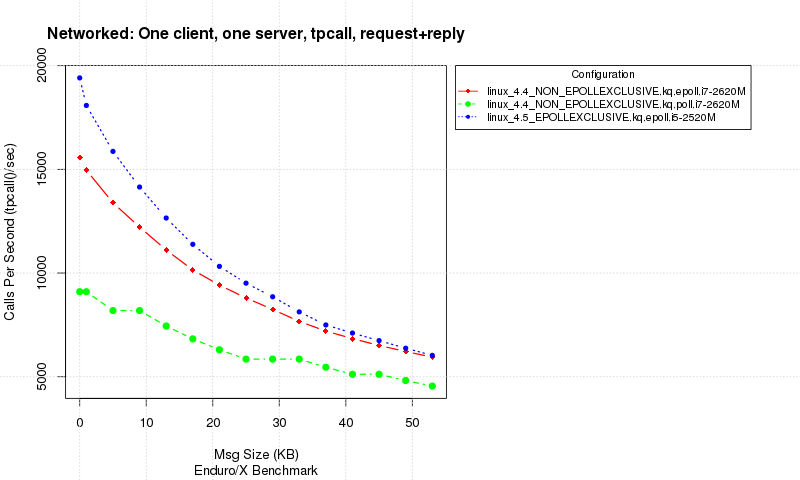 Networked: One client, one server, tpcall, request+reply
Configuration
linux_4.4_NON_EPOLLEXCLUSIVE,kq,epoll,i7-2620M
linux_4.4_NON_EPOLLEXCLUSIVE,kq,poll,i7-2620M
linux_4.5_EPOLLEXCLUSIVE,kq,epoll,i5-2520M
Calls Per Second (tpcall()/sec)
20000
15000
10000
5000
0 10 20 30 40 50
Msg Size (KB)
Enduro/X Benchmark